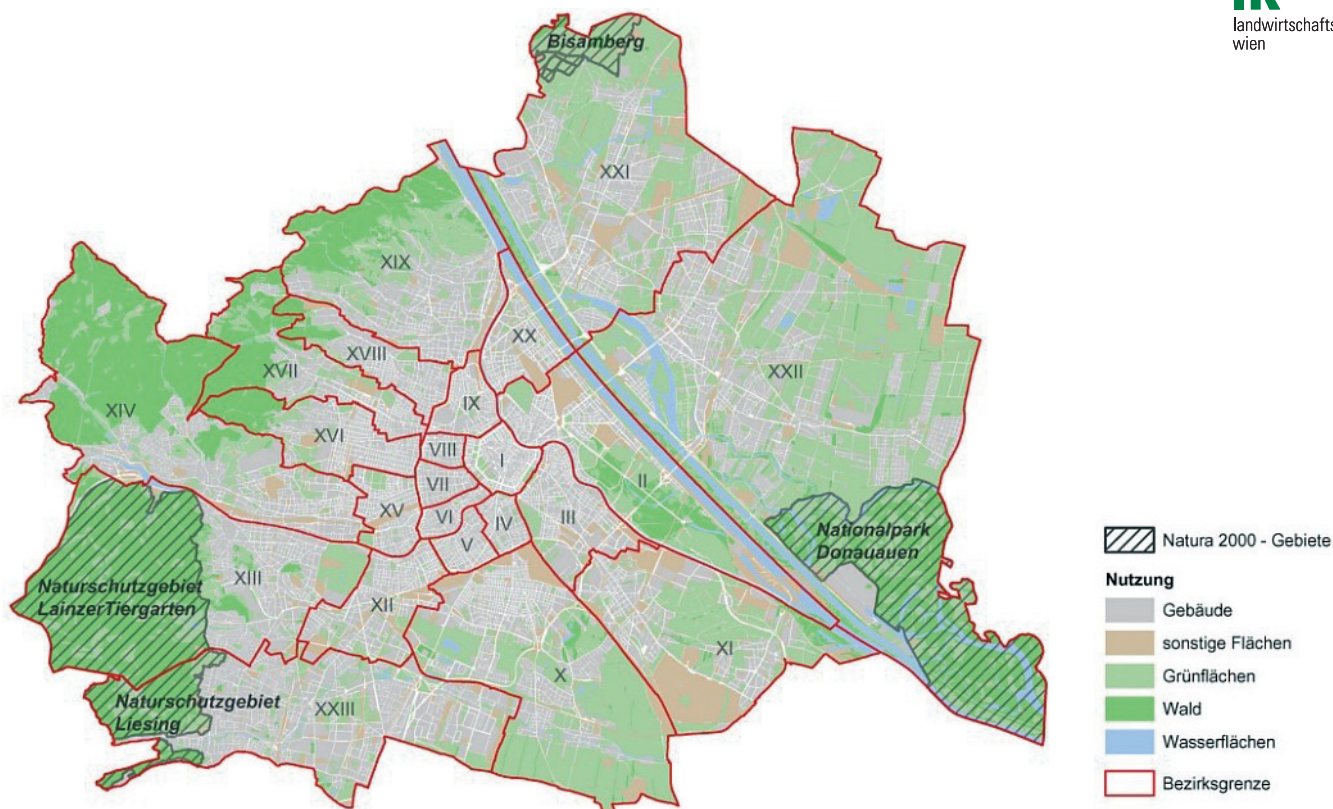 landwirtschafts
wien
Bisamberg
XXI
XIX
XX
XVIII
XVII
XXII
XIV
IX
XVI
VIII
I
VII
II
XV
VI
IV
III
V
Nationalpark
Donauauen
XIII
Naturschutzgebiet
LainzerTiergarten
XII
XI
X
Naturschutzgebiet
Liesing
XXIII
Natura 2000 - Gebiete
Nutzung
Gebäude
sonstige Flächen
Grünflächen
Wald
Wasserflächen
Bezirksgrenze